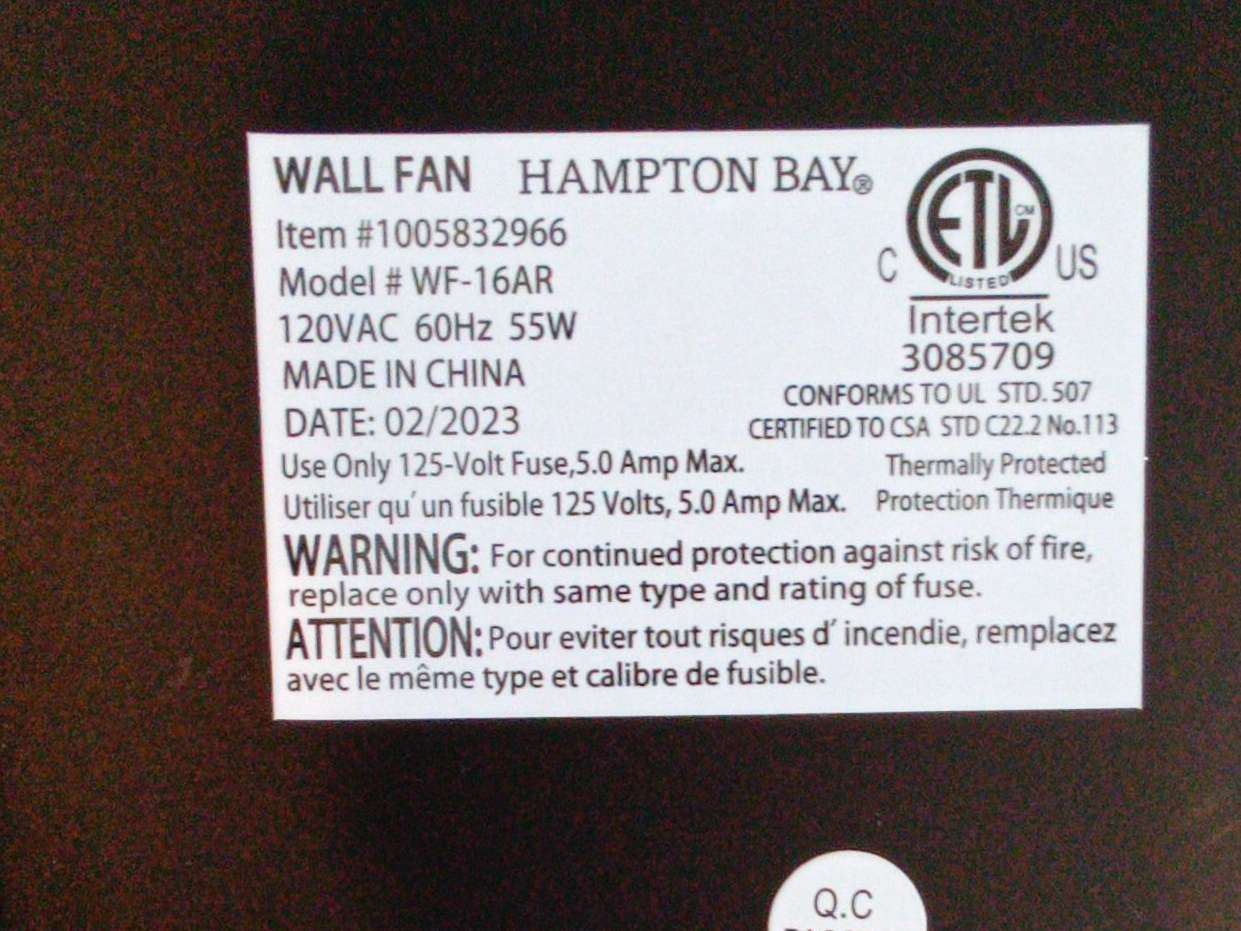 WALL FAN HAMPTON BAY®
Item #1005832966
Model # WF-16AR
120VAC 60Hz 55W
MADE IN CHINA
DATE: 02/2023
ETL CM
LISTED
C US
Intertek
3085709
CONFORMS TO UL STD. 507
CERTIFIED TO CSA STD C22.2 No.113
Use Only 125-Volt Fuse,5.0 Amp Max. Thermally Protected
Utiliser qu'un fusible 125 Volts, 5.0 Amp Max. Protection Thermique
WARNING: For continued protection against risk of fire,
replace only with same type and rating of fuse.
ATTENTION: Pour eviter tout risques d' incendie, remplacez
avec le même type et calibre de fusible.
Q.C